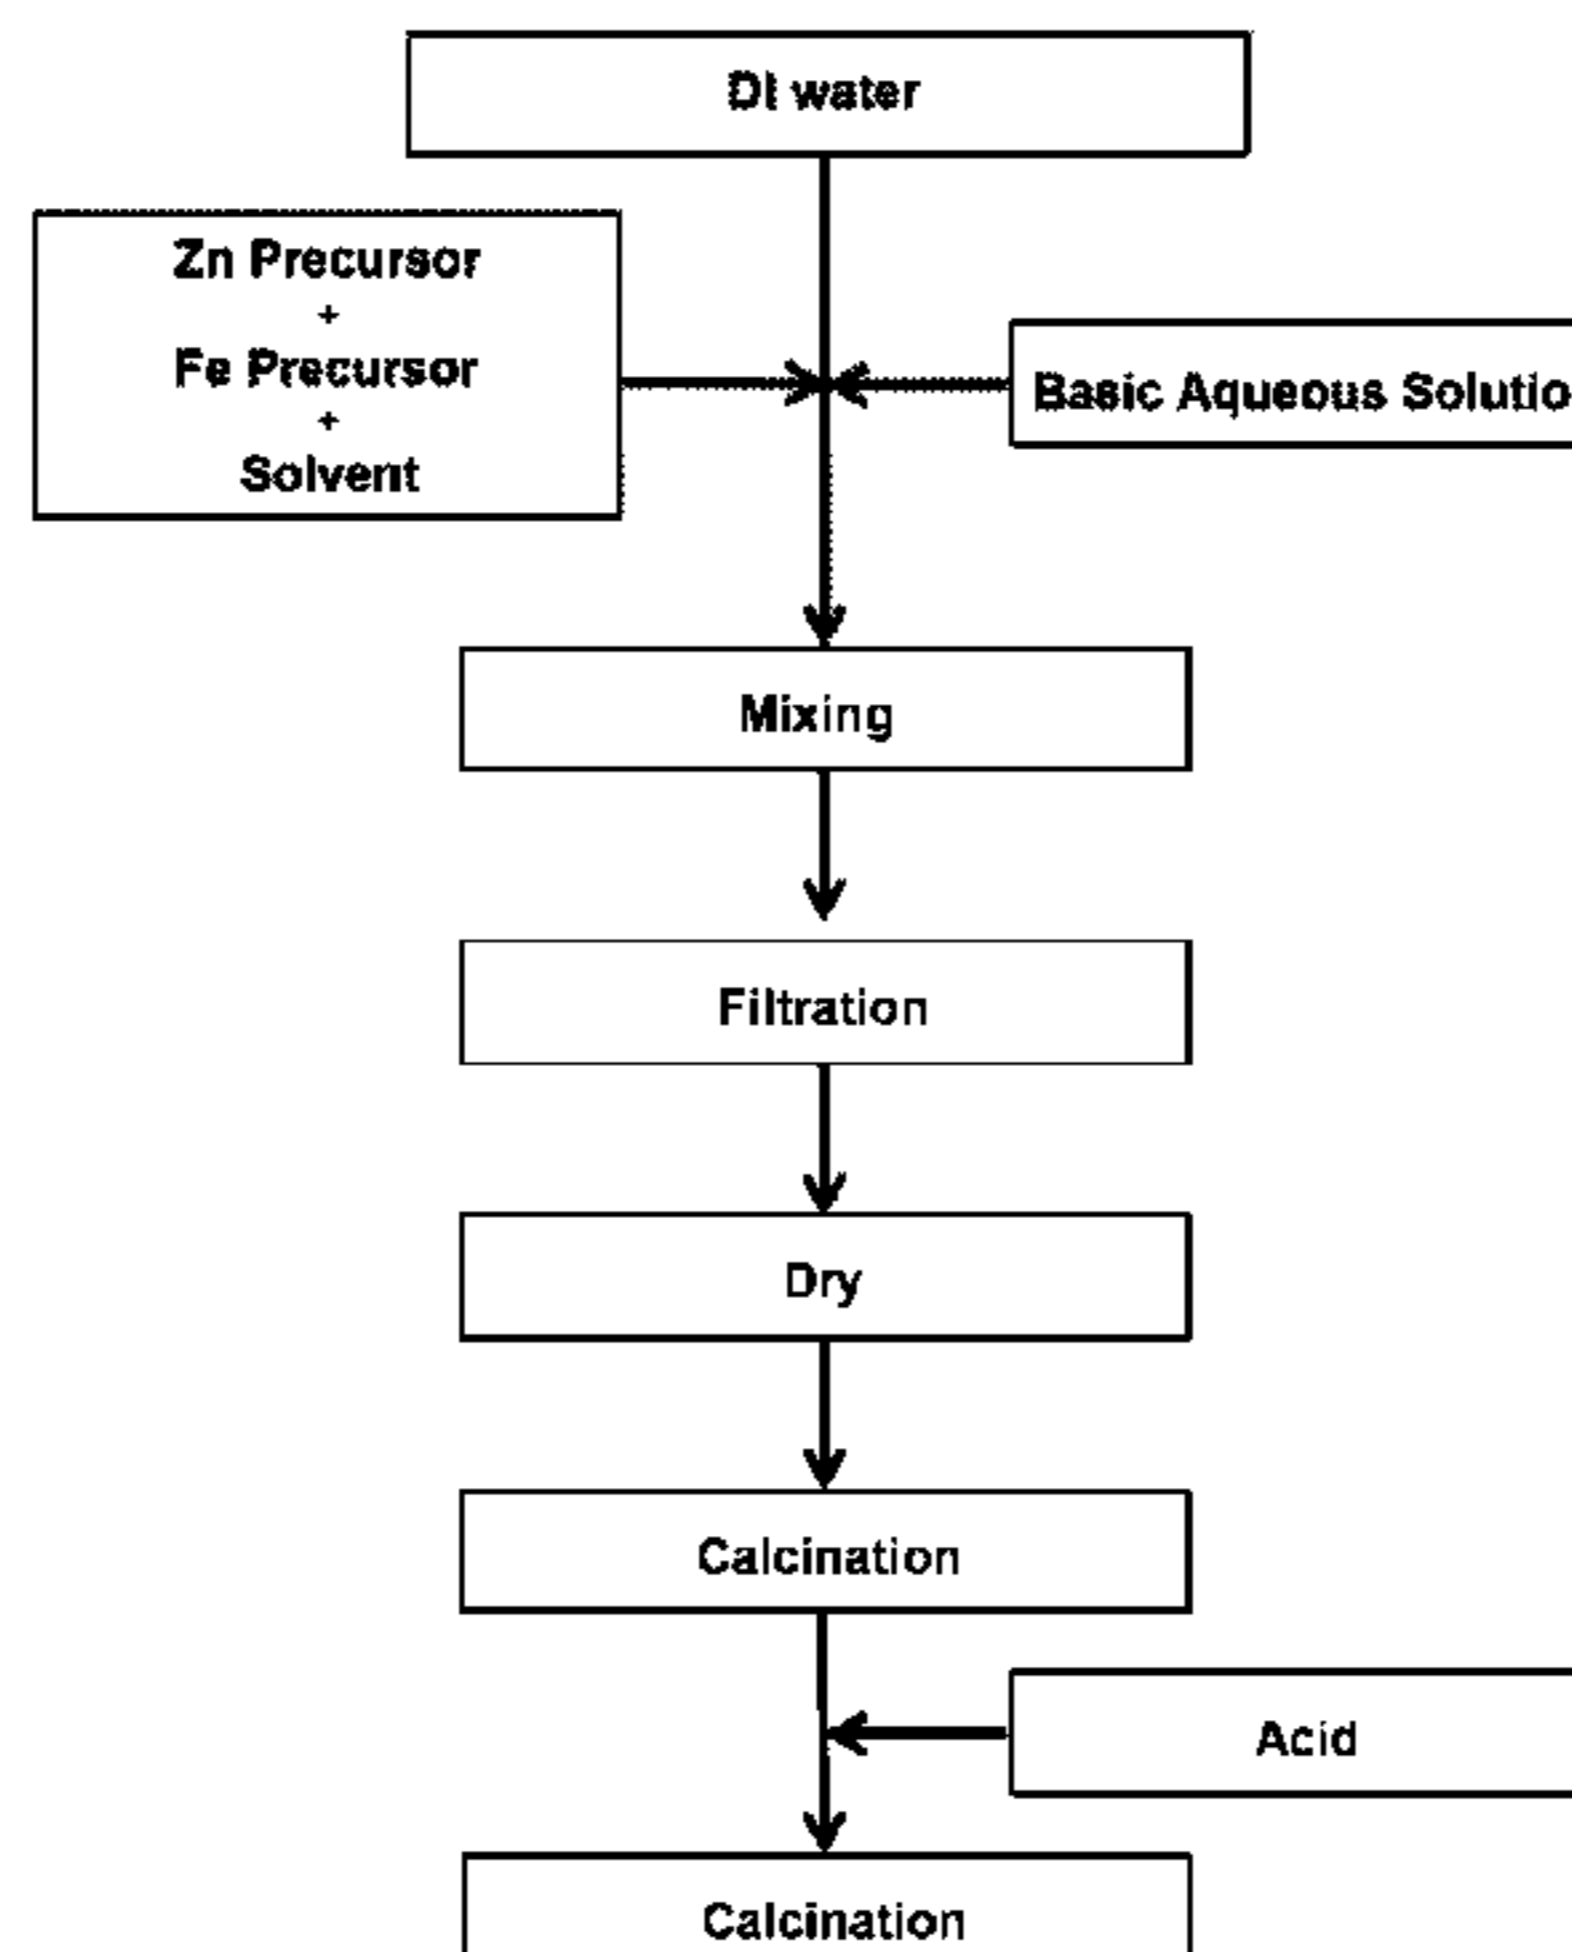 DI water
Zn Precursor
+
Fe Precursor
+
Solvent
Basic Aqueous Solutio
Mixing
Filtration
Dry
Calcination
Acid
Calcination